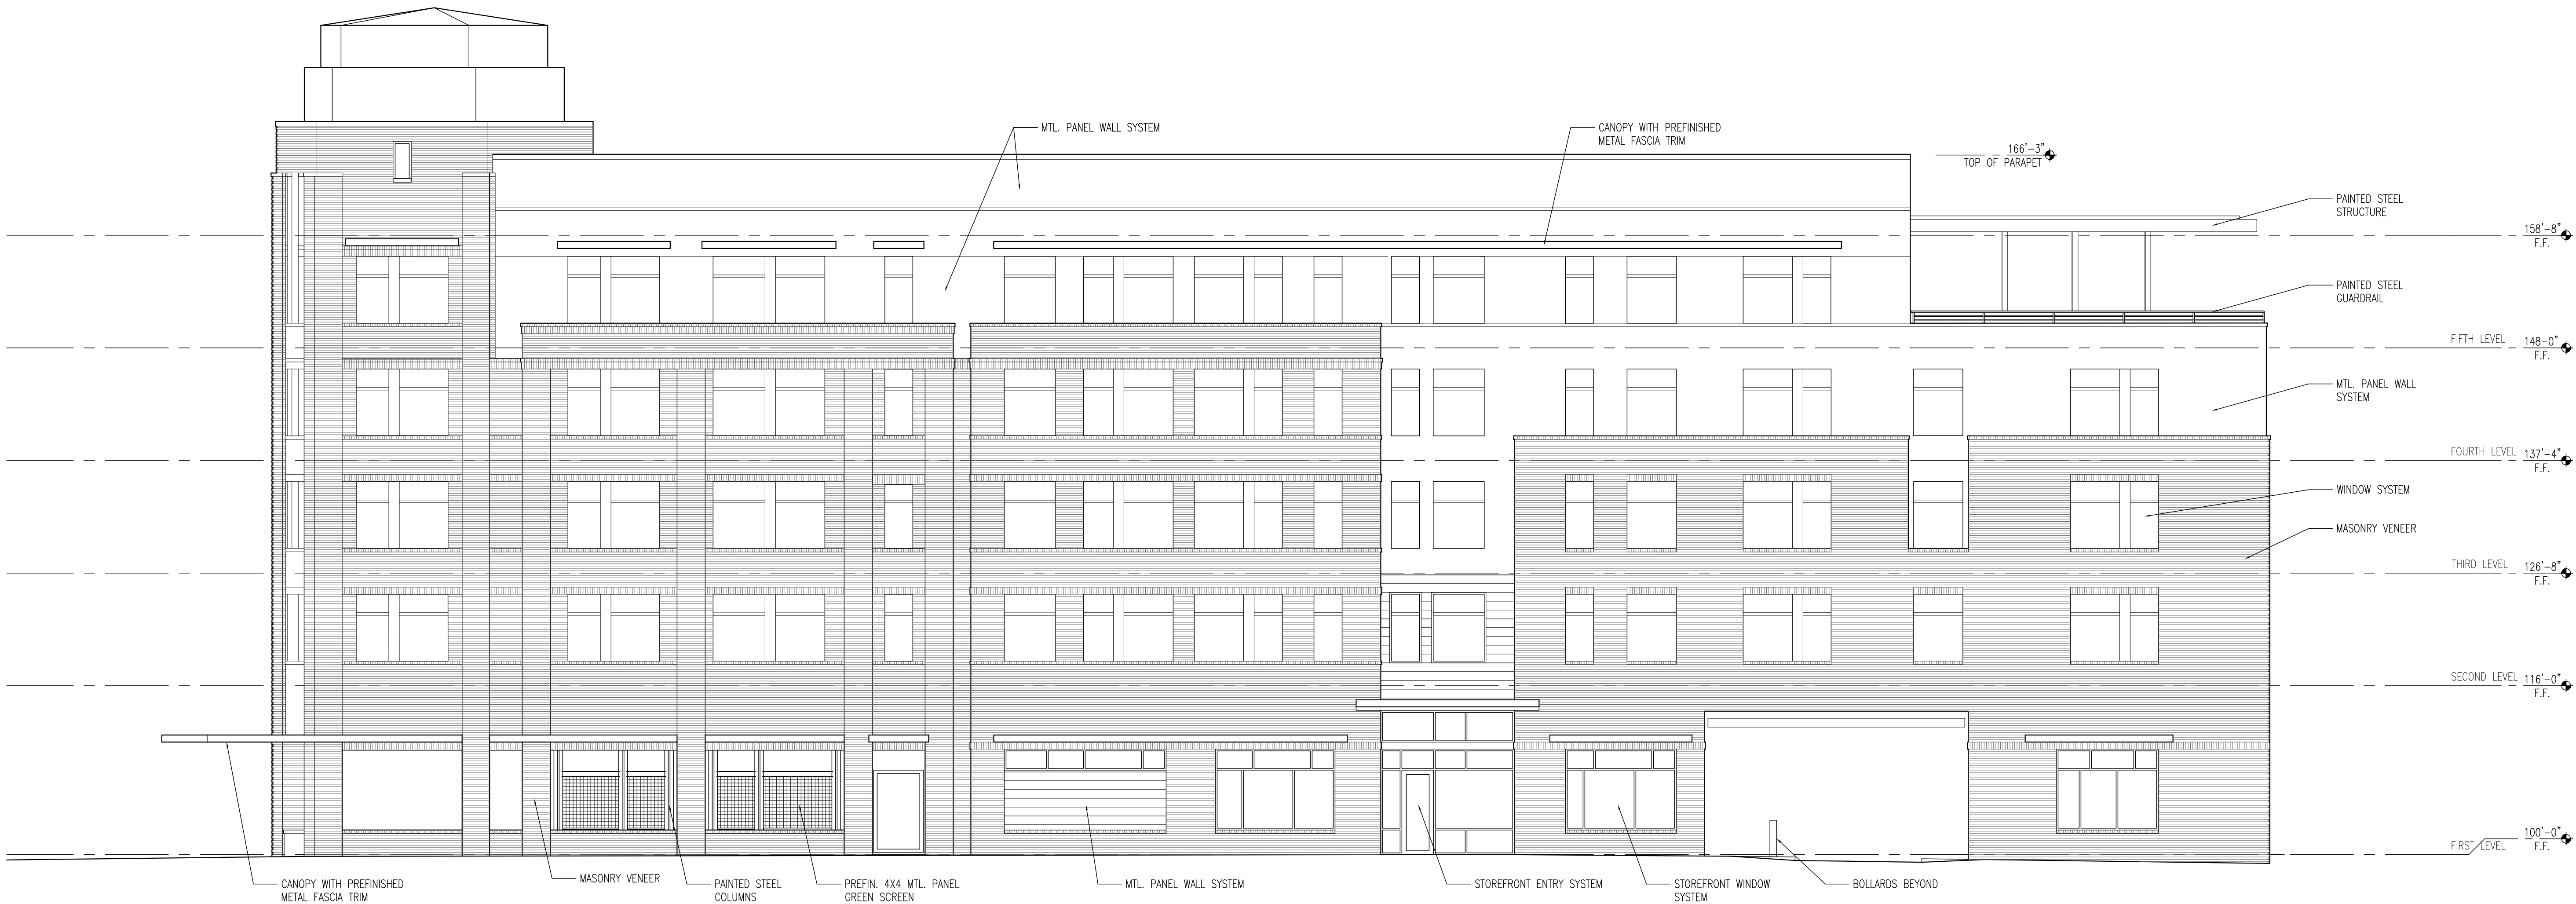 MTL. PANEL WALL SYSTEM
CANOPY WITH PREFINISHED
METAL FASCIA TRIM
166'-3"
TOP OF PARAPET
PAINTED STEEL
STRUCTURE
158'-8"
F.F.
PAINTED STEEL
GUARDRAIL
FIFTH LEVEL 148-0"
F.F.
MTL. PANEL WALL
SYSTEM
FOURTH LEVEL 137'-4"
F.F.
WINDOW SYSTEM
MASONRY VENEER
THIRD LEVEL 126'-8"
F.F.
SECOND LEVEL 116'-0"
F.F.
FIRST LEVEL 100'-0"
F.F.
CANOPY WITH PREFINISHED
METAL FASCIA TRIM
MASONRY VENEER
PAINTED STEEL
COLUMNS
PREFIN. 4X4 MTL. PANEL
GREEN SCREEN
MTL. PANEL WALL SYSTEM
STOREFRONT ENTRY SYSTEM
STOREFRONT WINDOW
SYSTEM
BOLLARDS BEYOND